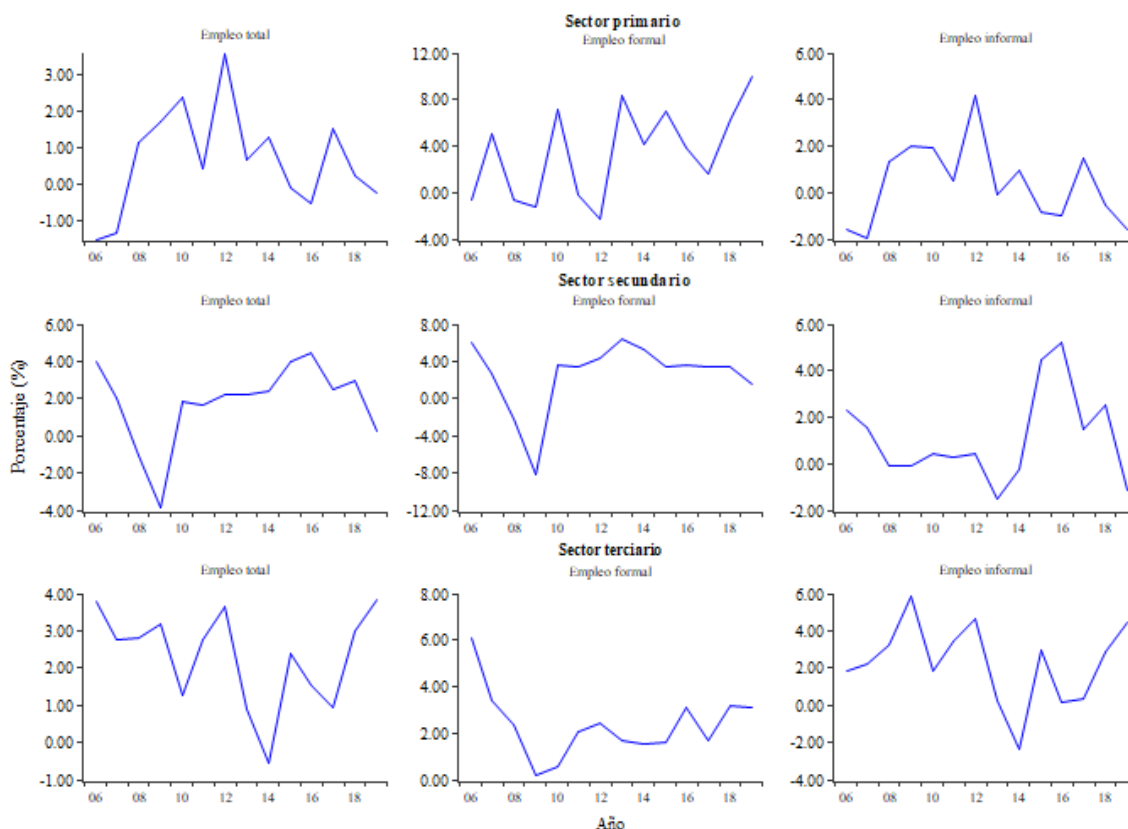 Sector primario
Empleo total
Empleo formal
Empleo informal
3.00
2.00
1.00
0.00
-1.00
06 08 10 12 14 16 18
12.00
8.00
4.00
0.00
-4.00
06 08 10 12 14 16 18
6.00
4.00
2.00
0.00
-2.00
06 08 10 12 14 16 18
Sector secundario
Empleo total
Empleo formal
Empleo informal
Porcentaje (%)
6.00
4.00
2.00
0.00
-2.00
-4.00
06 08 10 12 14 16 18
8.00
4.00
0.00
-4.00
-8.00
-12.00
06 08 10 12 14 16 18
6.00
4.00
2.00
0.00
-2.00
06 08 10 12 14 16 18
Sector terciario
Empleo total
Empleo formal
Empleo informal
4.00
3.00
2.00
1.00
0.00
-1.00
06 08 10 12 14 16 18
8.00
6.00
4.00
2.00
0.00
06 08 10 12 14 16 18
6.00
4.00
2.00
0.00
-2.00
-4.00
06 08 10 12 14 16 18
Año